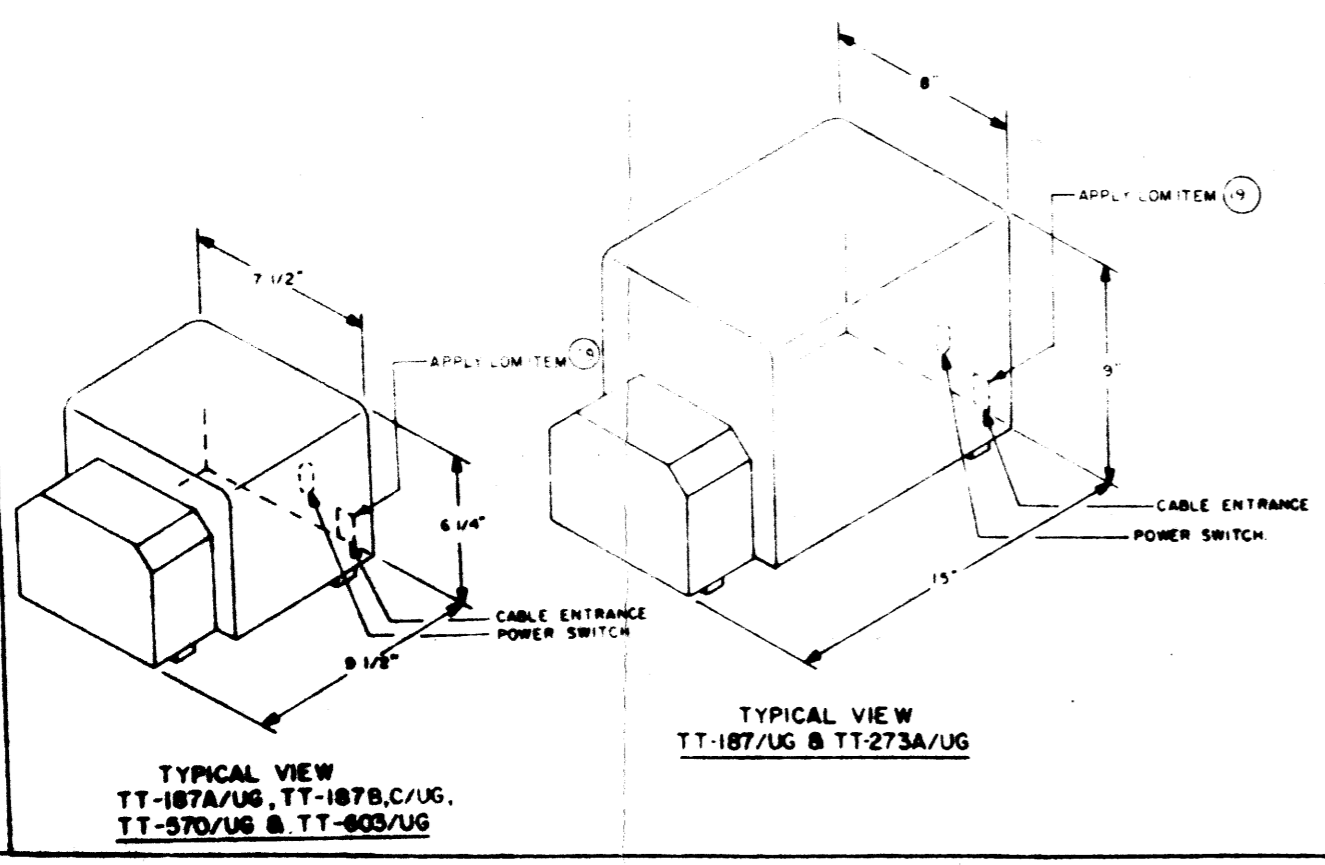 7 1/2"
APPLY LOM ITEM
6 1/4"
CABLE ENTRANCE
POWER SWITCH
9 1/2"
TYPICAL VIEW
TT-187A/UG, TT-187B,C/UG,
TT-570/UG & TT-603/UG
8"
APPLY LOM ITEM 19
9"
CABLE ENTRANCE
POWER SWITCH.
15"
TYPICAL VIEW
TT-187/UG & TT-273A/UG